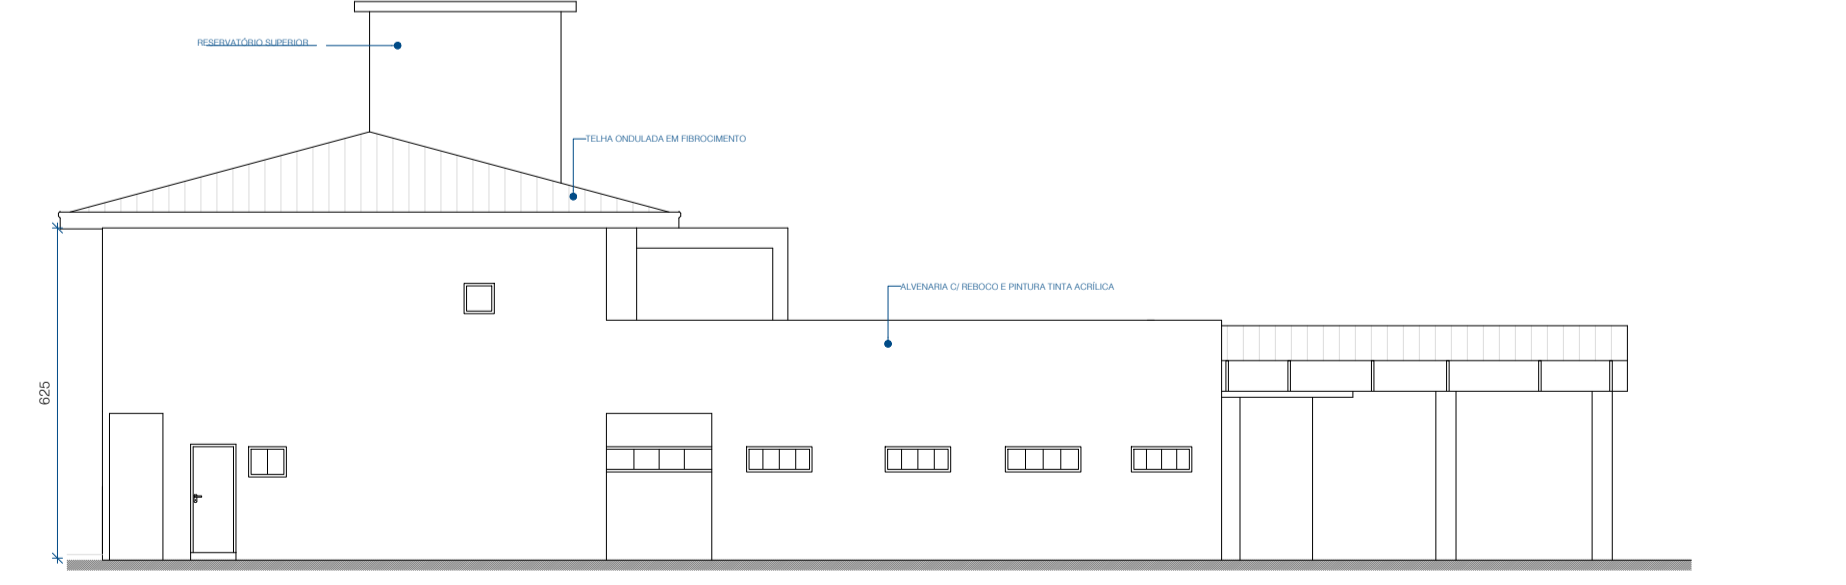 RESERVATÓRIO SUPERIOR
TELHA ONDULADA EM FIBROCIMENTO
ALVENARIA C/ REBOCO E PINTURA TINTA ACRÍLICA
625